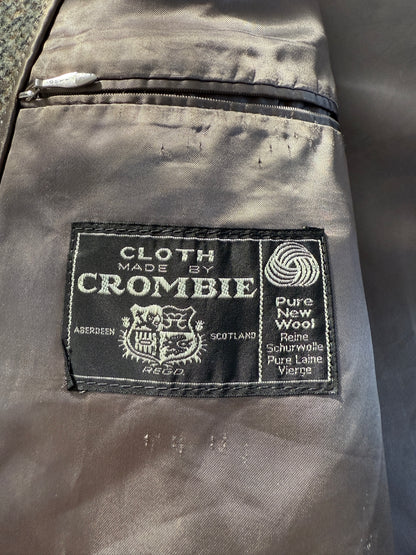 CLOTH
MADE BY
CROMBIE
ABERDEEN SCOTLAND
REGD.
Pure
New
Wool
Reine
Schurwolle
Pure Laine
Vierge